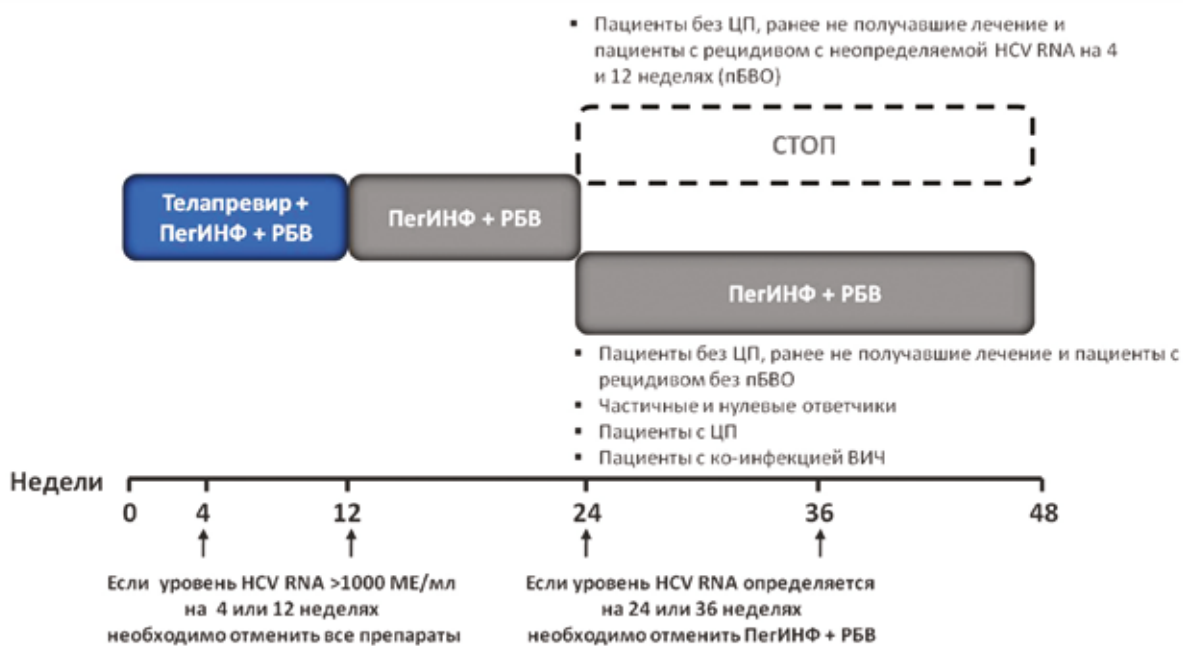 ▪ Пациенты без ЦП, ранее не получавшие лечение и
пациенты с рецидивом с неопределяемой HCV RNA на 4
и 12 неделях (пБВО)
СТОП
Телапревир +
ПегИНФ + РБВ
ПегИНФ + РБВ
ПегИНФ + РБВ
▪ Пациенты без ЦП, ранее не получавшие лечение и пациенты с
рецидивом без пБВО
▪ Частичные и нулевые ответчики
▪ Пациенты с ЦП
▪ Пациенты с ко-инфекцией ВИЧ
Недели
0 4 12 24 36 48
Если уровень HCV RNA >1000 МЕ/мл
на 4 или 12 неделях
необходимо отменить все препараты
Если уровень HCV RNA определяется
на 24 или 36 неделях
необходимо отменить ПегИНФ + РБВ